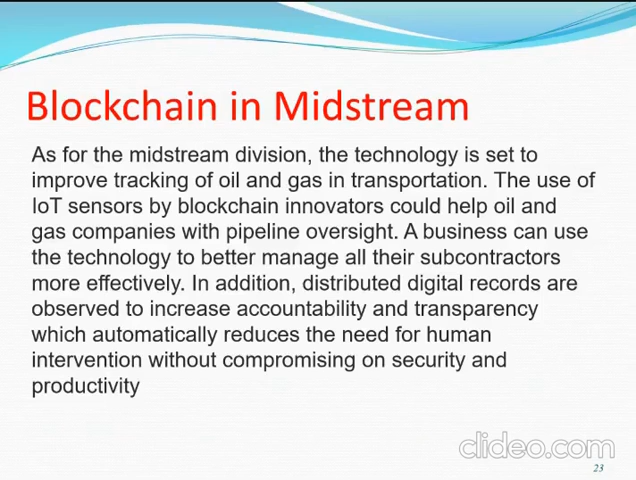 Blockchain in Midstream
As for the midstream division, the technology is set to
improve tracking of oil and gas in transportation. The use of
IoT sensors by blockchain innovators could help oil and
gas companies with pipeline oversight. A business can use
the technology to better manage all their subcontractors
more effectively. In addition, distributed digital records are
observed to increase accountability and transparency
which automatically reduces the need for human
intervention without compromising on security and
productivity
clideo.com
23